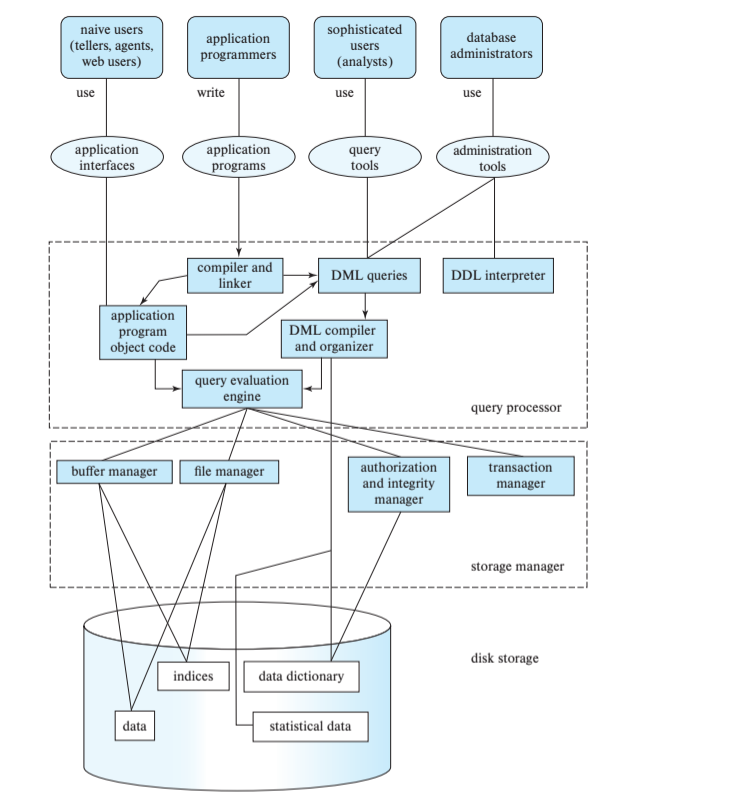 naive users
(tellers, agents,
web users)
application
programmers
sophisticated
users
(analysts)
database
administrators
use
write
use
use
application
interfaces
application
programs
query
tools
administration
tools
compiler and
linker
DML queries
DDL interpreter
application
program
object code
DML compiler
and organizer
query evaluation
engine
query processor
buffer manager
file manager
authorization
and integrity
manager
transaction
manager
storage manager
disk storage
indices
data dictionary
data
statistical data